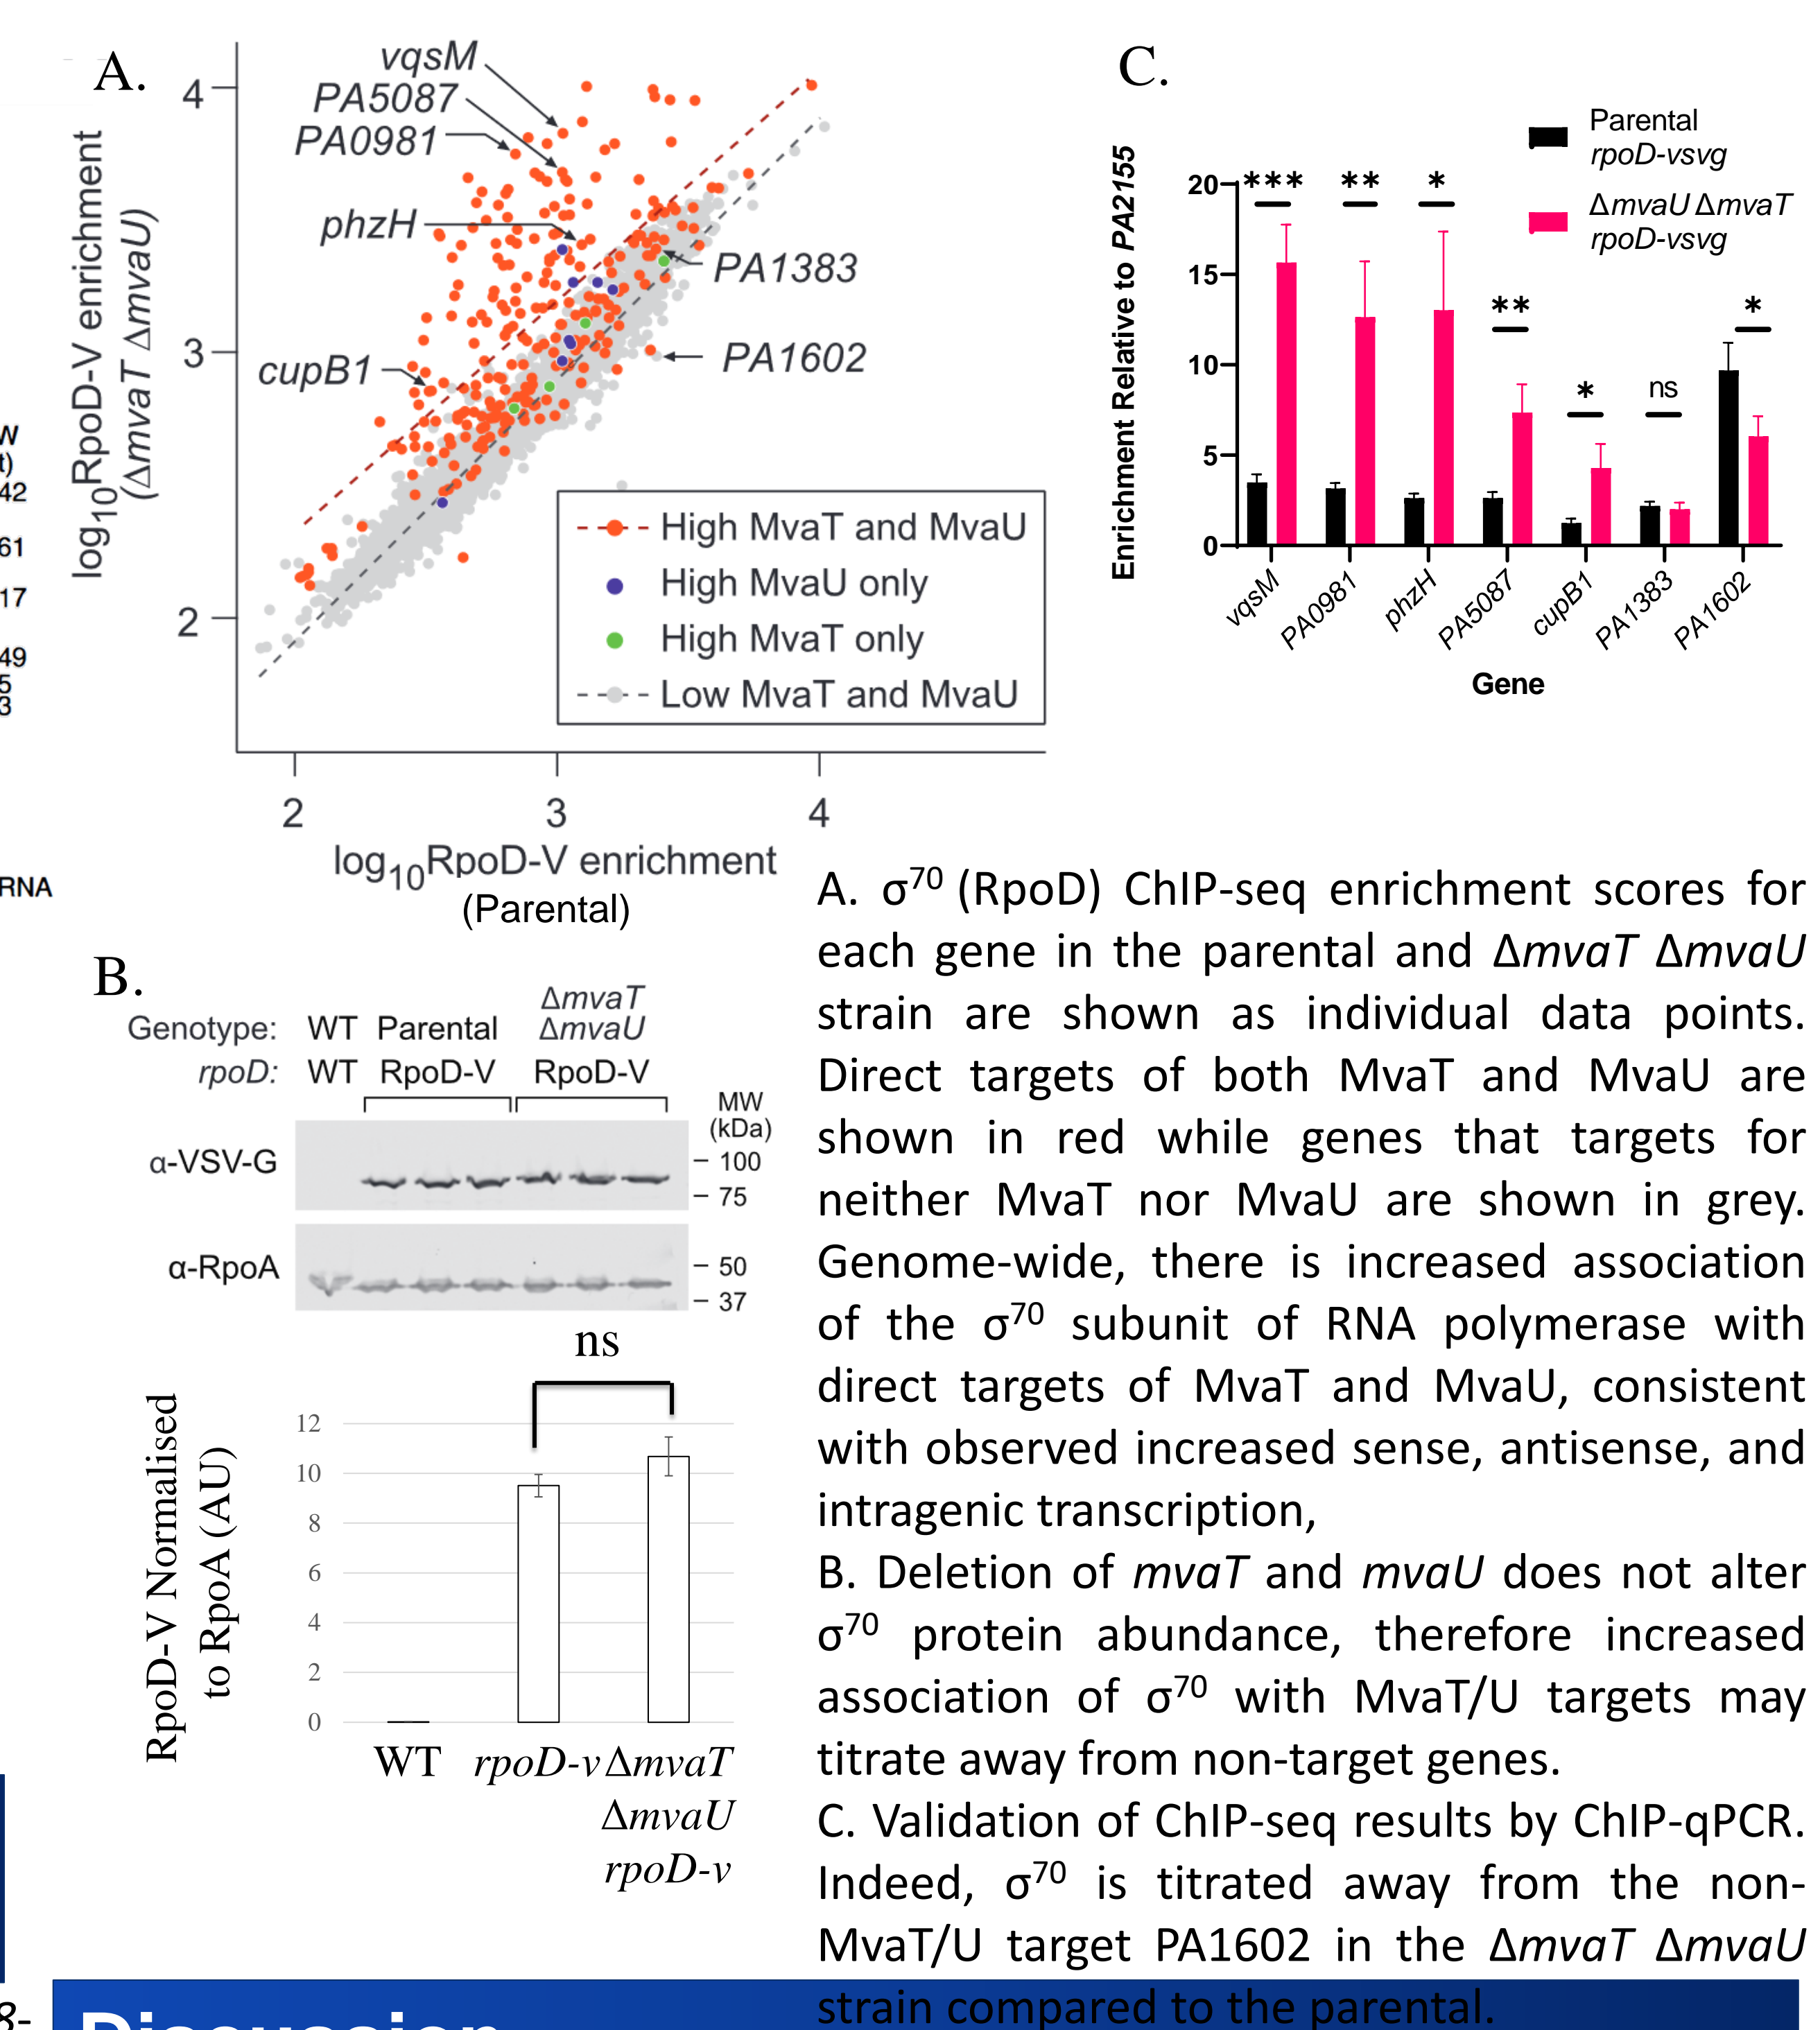 A.
vqsM
PA5087
PA0981
phzH
cupB1
PA1383
PA1602
4
3
2
log10RpoD-V enrichment
(ΔmvaT ΔmvaU)
High MvaT and MvaU
High MvaU only
High MvaT only
Low MvaT and MvaU
2 3 4
log10RpoD-V enrichment
(Parental)
W
t)
42
61
17
49
5
3
RNA
C.
Parental
rpoD-vsvg
ΔmvaU ΔmvaT
rpoD-vsvg
Enrichment Relative to PA2155
20
15
10
5
0
*** ** * ** * ns *
vqsM PA0981 phzH PA5087 cupB1 PA1383 PA1602
Gene
B.
ΔmvaT
Genotype: WT Parental ΔmvaU
rpoD: WT RpoD-V RpoD-V
MW
(kDa)
α-VSV-G
100
75
α-RpoA
50
37
ns
RpoD-V Normalised
to RpoA (AU)
12
10
8
6
4
2
0
WT rpoD-v ΔmvaT
ΔmvaU
rpoD-v
A. σ70 (RpoD) ChIP-seq enrichment scores for
each gene in the parental and ΔmvaT ΔmvaU
strain are shown as individual data points.
Direct targets of both MvaT and MvaU are
shown in red while genes that targets for
neither MvaT nor MvaU are shown in grey.
Genome-wide, there is increased association
of the σ70 subunit of RNA polymerase with
direct targets of MvaT and MvaU, consistent
with observed increased sense, antisense, and
intragenic transcription,
B. Deletion of mvaT and mvaU does not alter
σ70 protein abundance, therefore increased
association of σ70 with MvaT/U targets may
titrate away from non-target genes.
C. Validation of ChIP-seq results by ChIP-qPCR.
Indeed, σ70 is titrated away from the non-
MvaT/U target PA1602 in the ΔmvaT ΔmvaU
strain compared to the parental.
8-
Discussion